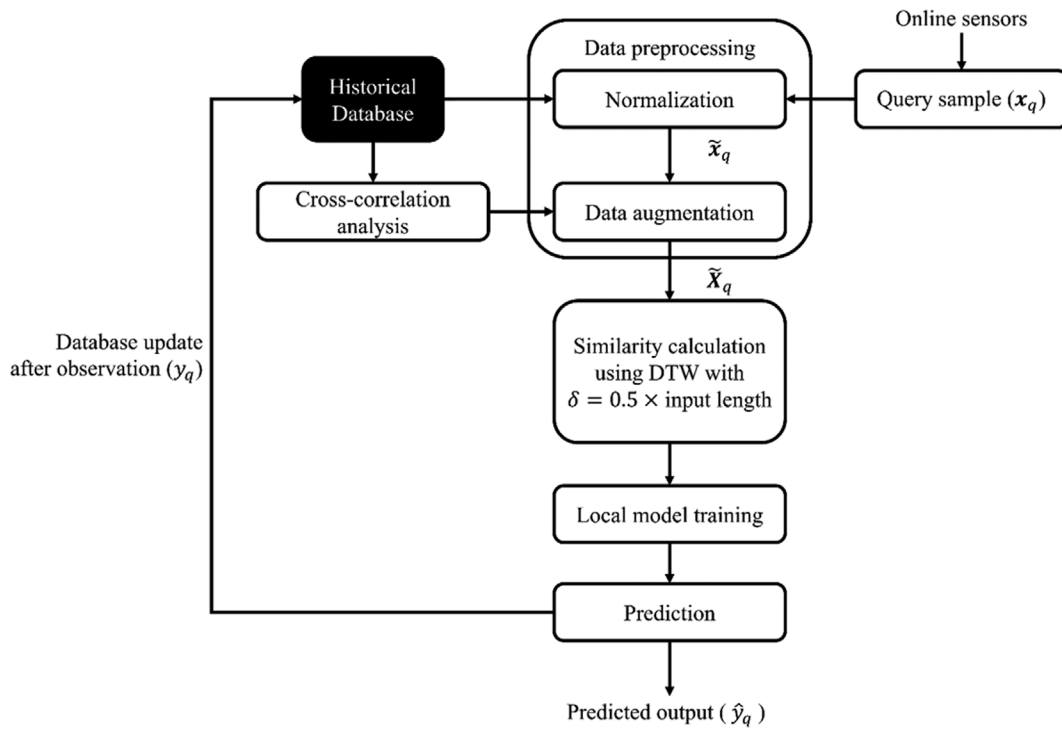 Online sensors
Data preprocessing
Historical
Database
Normalization
Query sample (𝒙_q)
𝒙̃_q
Cross-correlation
analysis
Data augmentation
𝑿̃_q
Database update
after observation (y_q)
Similarity calculation
using DTW with
δ = 0.5 × input length
Local model training
Prediction
Predicted output ( ŷ_q )